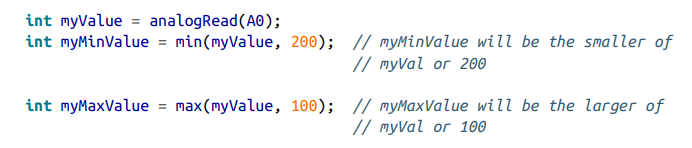 int myValue = analogRead(A0);
int myMinValue = min(myValue, 200);  // myMinValue will be the smaller of
// myVal or 200
int myMaxValue = max(myValue, 100);  // myMaxValue will be the larger of
// myVal or 100